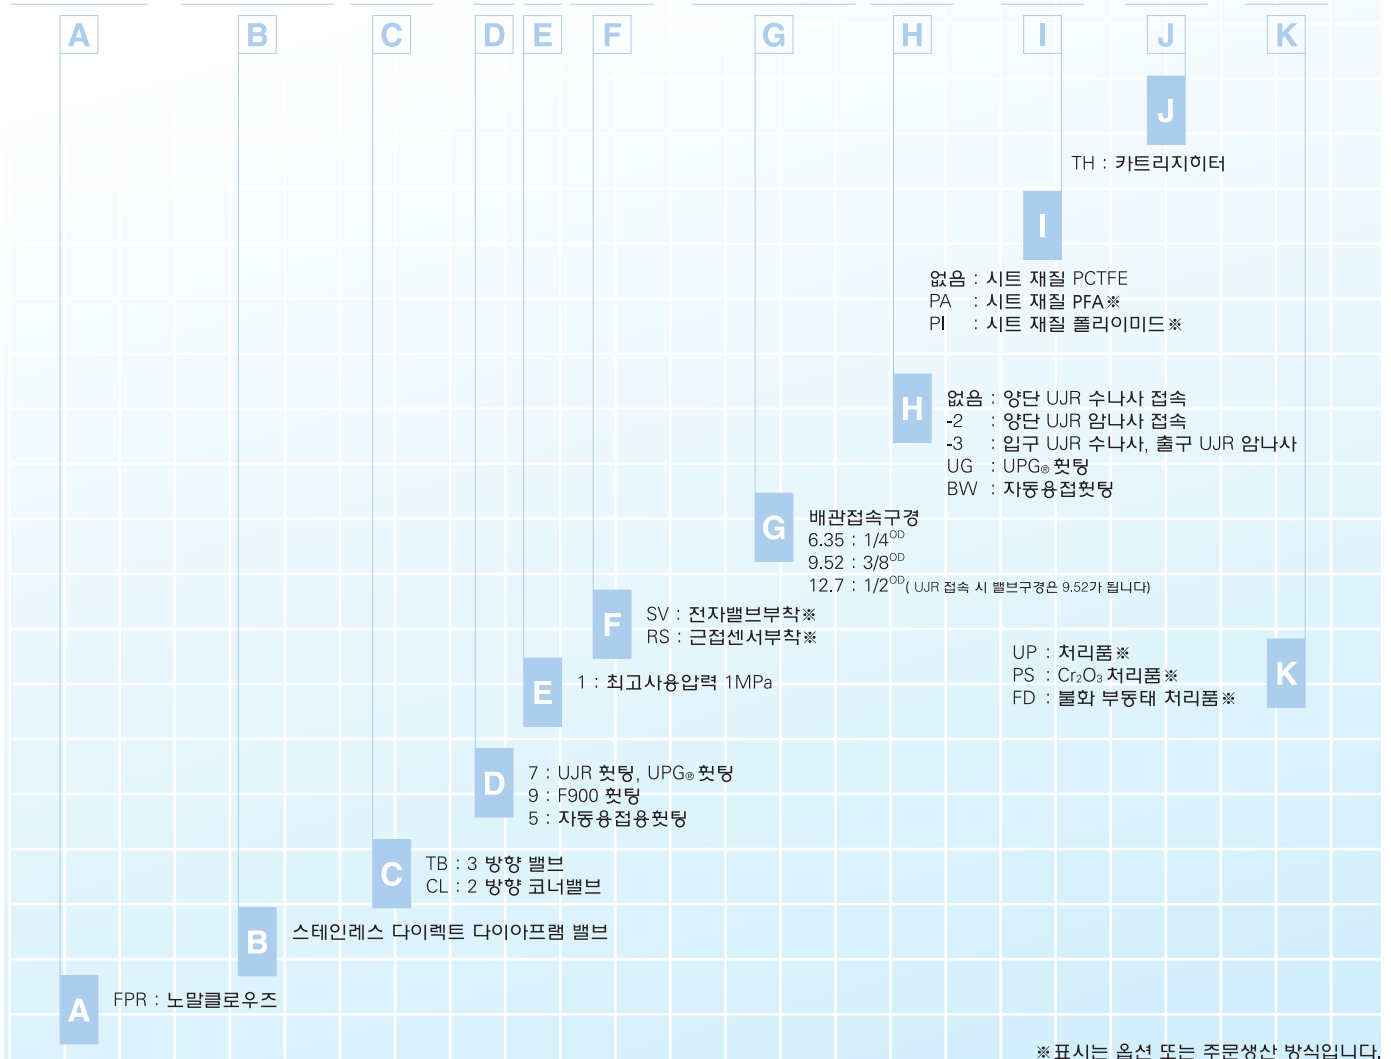 A B C D E F G H I J K
J
TH : 카트리지히터
I
없음 : 시트 재질 PCTFE
PA : 시트 재질 PFA※
PI : 시트 재질 폴리이미드※
H
없음 : 양단 UJR 수나사 접속
-2 : 양단 UJR 암나사 접속
-3 : 입구 UJR 수나사, 출구 UJR 암나사
UG : UPG® 휫팅
BW : 자동용접휫팅
G
배관접속구경
6.35 : 1/4OD
9.52 : 3/8OD
12.7 : 1/2OD( UJR 접속 시 밸브구경은 9.52가 됩니다)
F
SV : 전자밸브부착※
RS : 근접센서부착※
K
UP : 처리품※
PS : Cr₂O₃ 처리품※
FD : 불화 부동태 처리품※
E
1 : 최고사용압력 1MPa
D
7 : UJR 휫팅, UPG® 휫팅
9 : F900 휫팅
5 : 자동용접용휫팅
C
TB : 3 방향 밸브
CL : 2 방향 코너밸브
B
스테인레스 다이렉트 다이아프램 밸브
A
FPR : 노말클로우즈
※표시는 옵션 또는 주문생산 방식입니다.